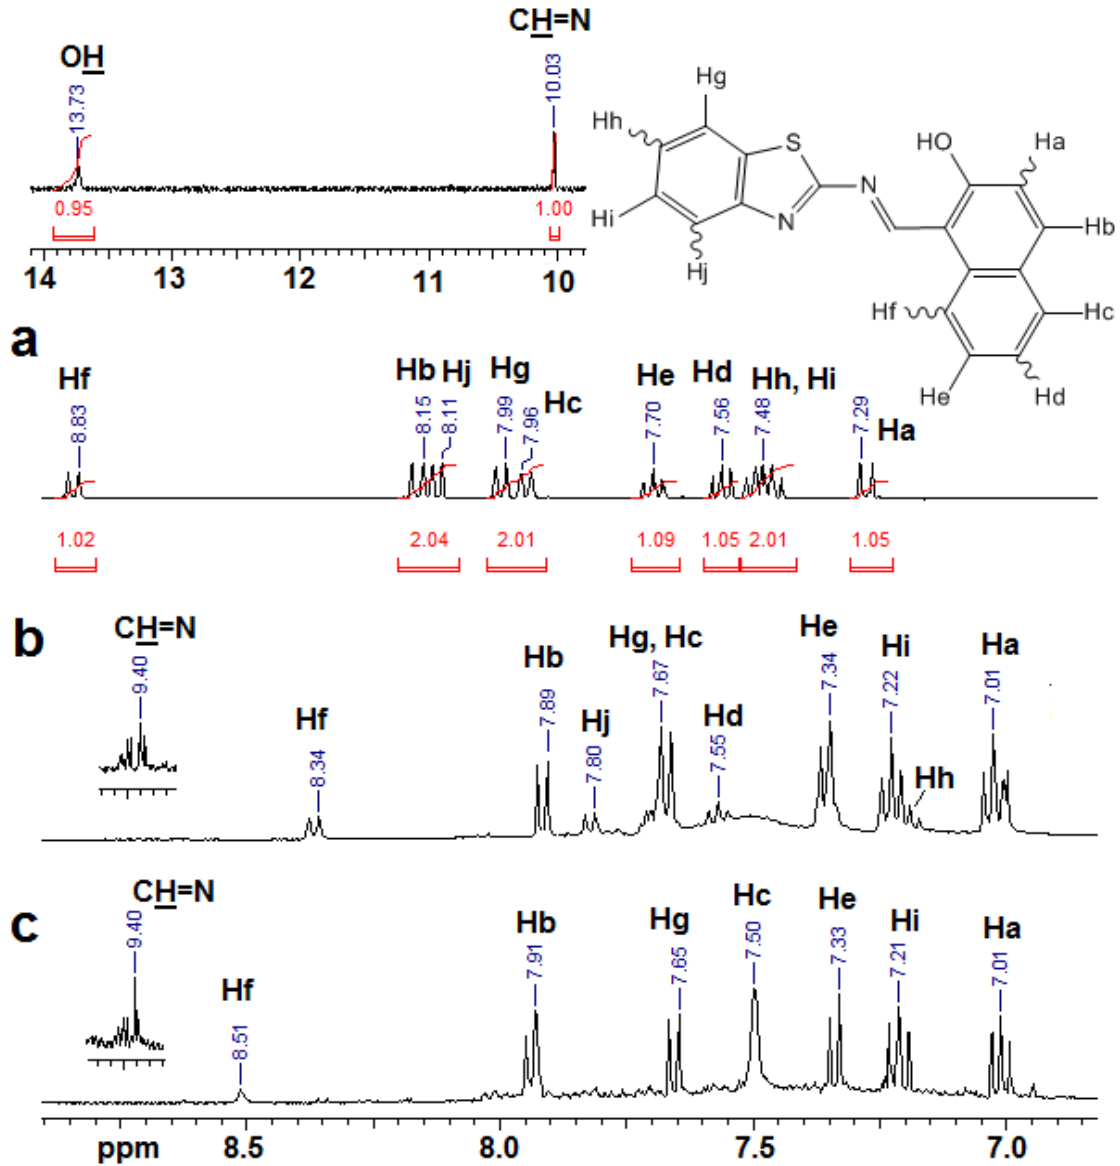 CH=N
OH
13.73
10.03
0.95
1.00
14 13 12 11 10
Hg
Hh
S
HO
Ha
N
Hi
N
Hb
Hj
Hf
Hc
He
Hd
a
Hf
Hb Hj
Hg
Hc
He
Hd
Hh, Hi
Ha
8.83
8.15
8.11
7.99
7.96
7.70
7.56
7.48
7.29
1.02
2.04
2.01
1.09
1.05
2.01
1.05
b
CH=N
9.40
Hf
8.34
Hb
7.89
Hj
7.80
Hg, Hc
7.67
Hd
7.55
He
7.34
Hi
7.22
Hh
Ha
7.01
c
CH=N
9.40
Hf
8.51
Hb
7.91
Hg
7.65
Hc
7.50
He
7.33
Hi
7.21
Ha
7.01
ppm 8.5 8.0 7.5 7.0